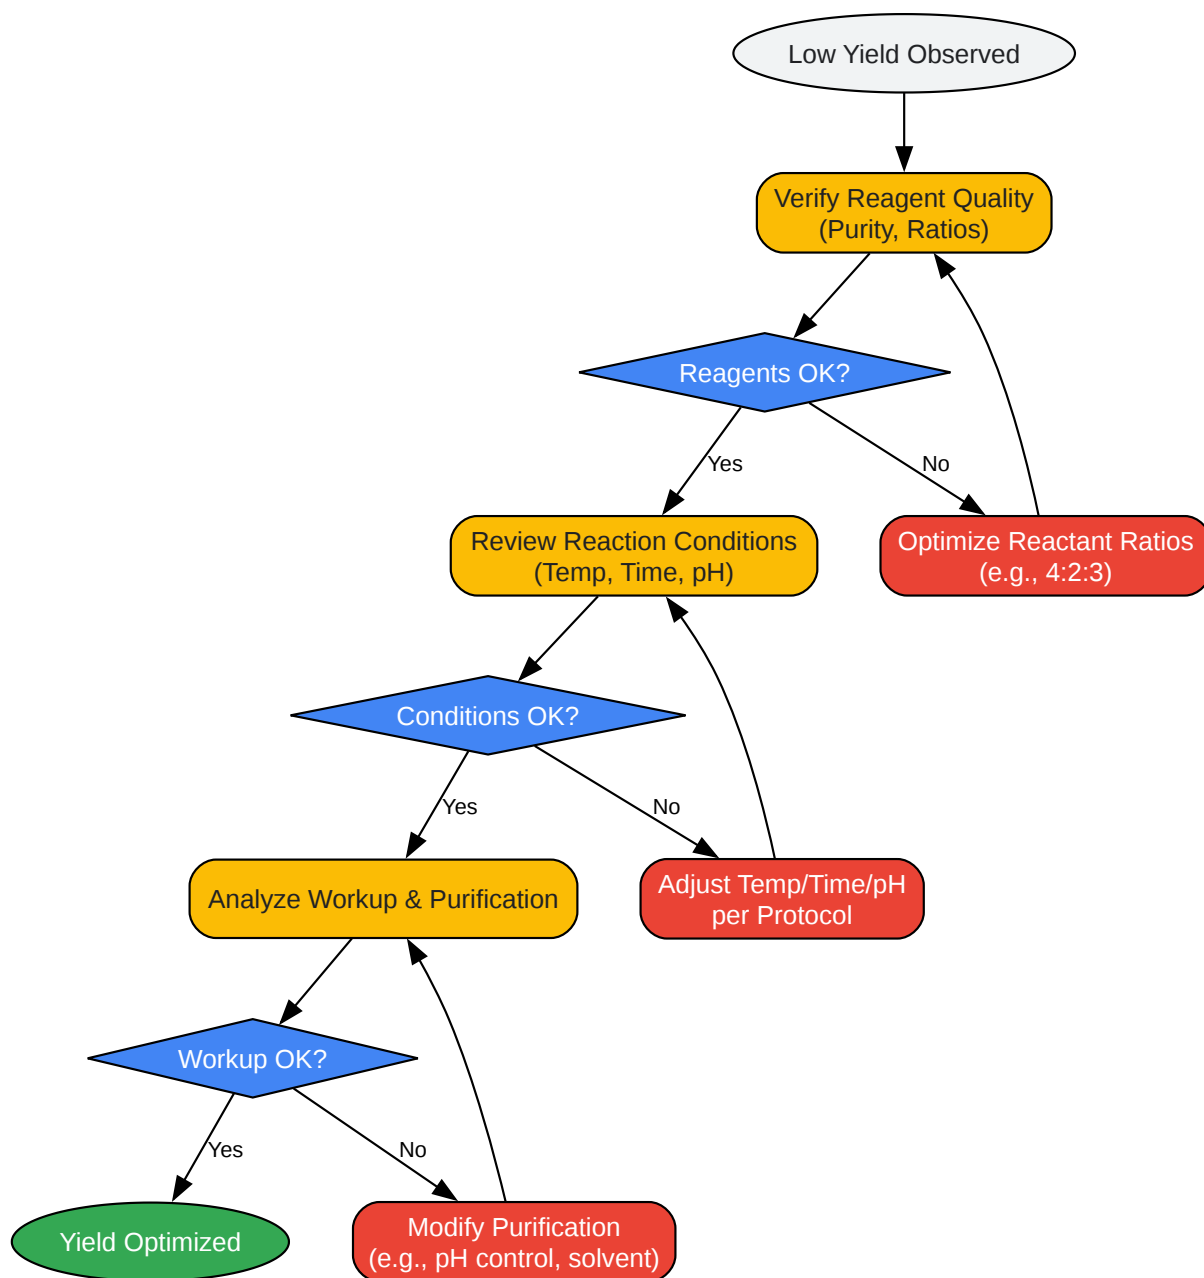 Low Yield Observed
Verify Reagent Quality
(Purity, Ratios)
Reagents OK?
Yes
No
Review Reaction Conditions
(Temp, Time, pH)
Optimize Reactant Ratios
(e.g., 4:2:3)
Conditions OK?
Yes
No
Analyze Workup & Purification
Adjust Temp/Time/pH
per Protocol
Workup OK?
Yes
No
Yield Optimized
Modify Purification
(e.g., pH control, solvent)